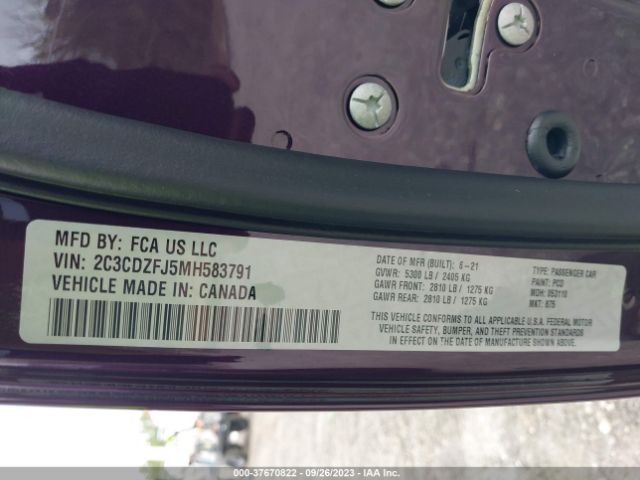 MFD BY: FCA US LLC
VIN: 2C3CDZFJ5MH583791
VEHICLE MADE IN: CANADA
DATE OF MFR (BUILT): 6-21
GVWR: 5300 LB / 2405 KG
GAWR FRONT: 2810 LB / 1275 KG
GAWR REAR: 2810 LB / 1275 KG
TYPE: PASSENGER CAR
PAINT: PCD
MDH: 053110
MKT: 675
THIS VEHICLE CONFORMS TO ALL APPLICABLE U.S.A. FEDERAL MOTOR
VEHICLE SAFETY, BUMPER, AND THEFT PREVENTION STANDARDS
IN EFFECT ON THE DATE OF MANUFACTURE SHOWN ABOVE.
000-37670822 - 09/26/2023 - IAA Inc.